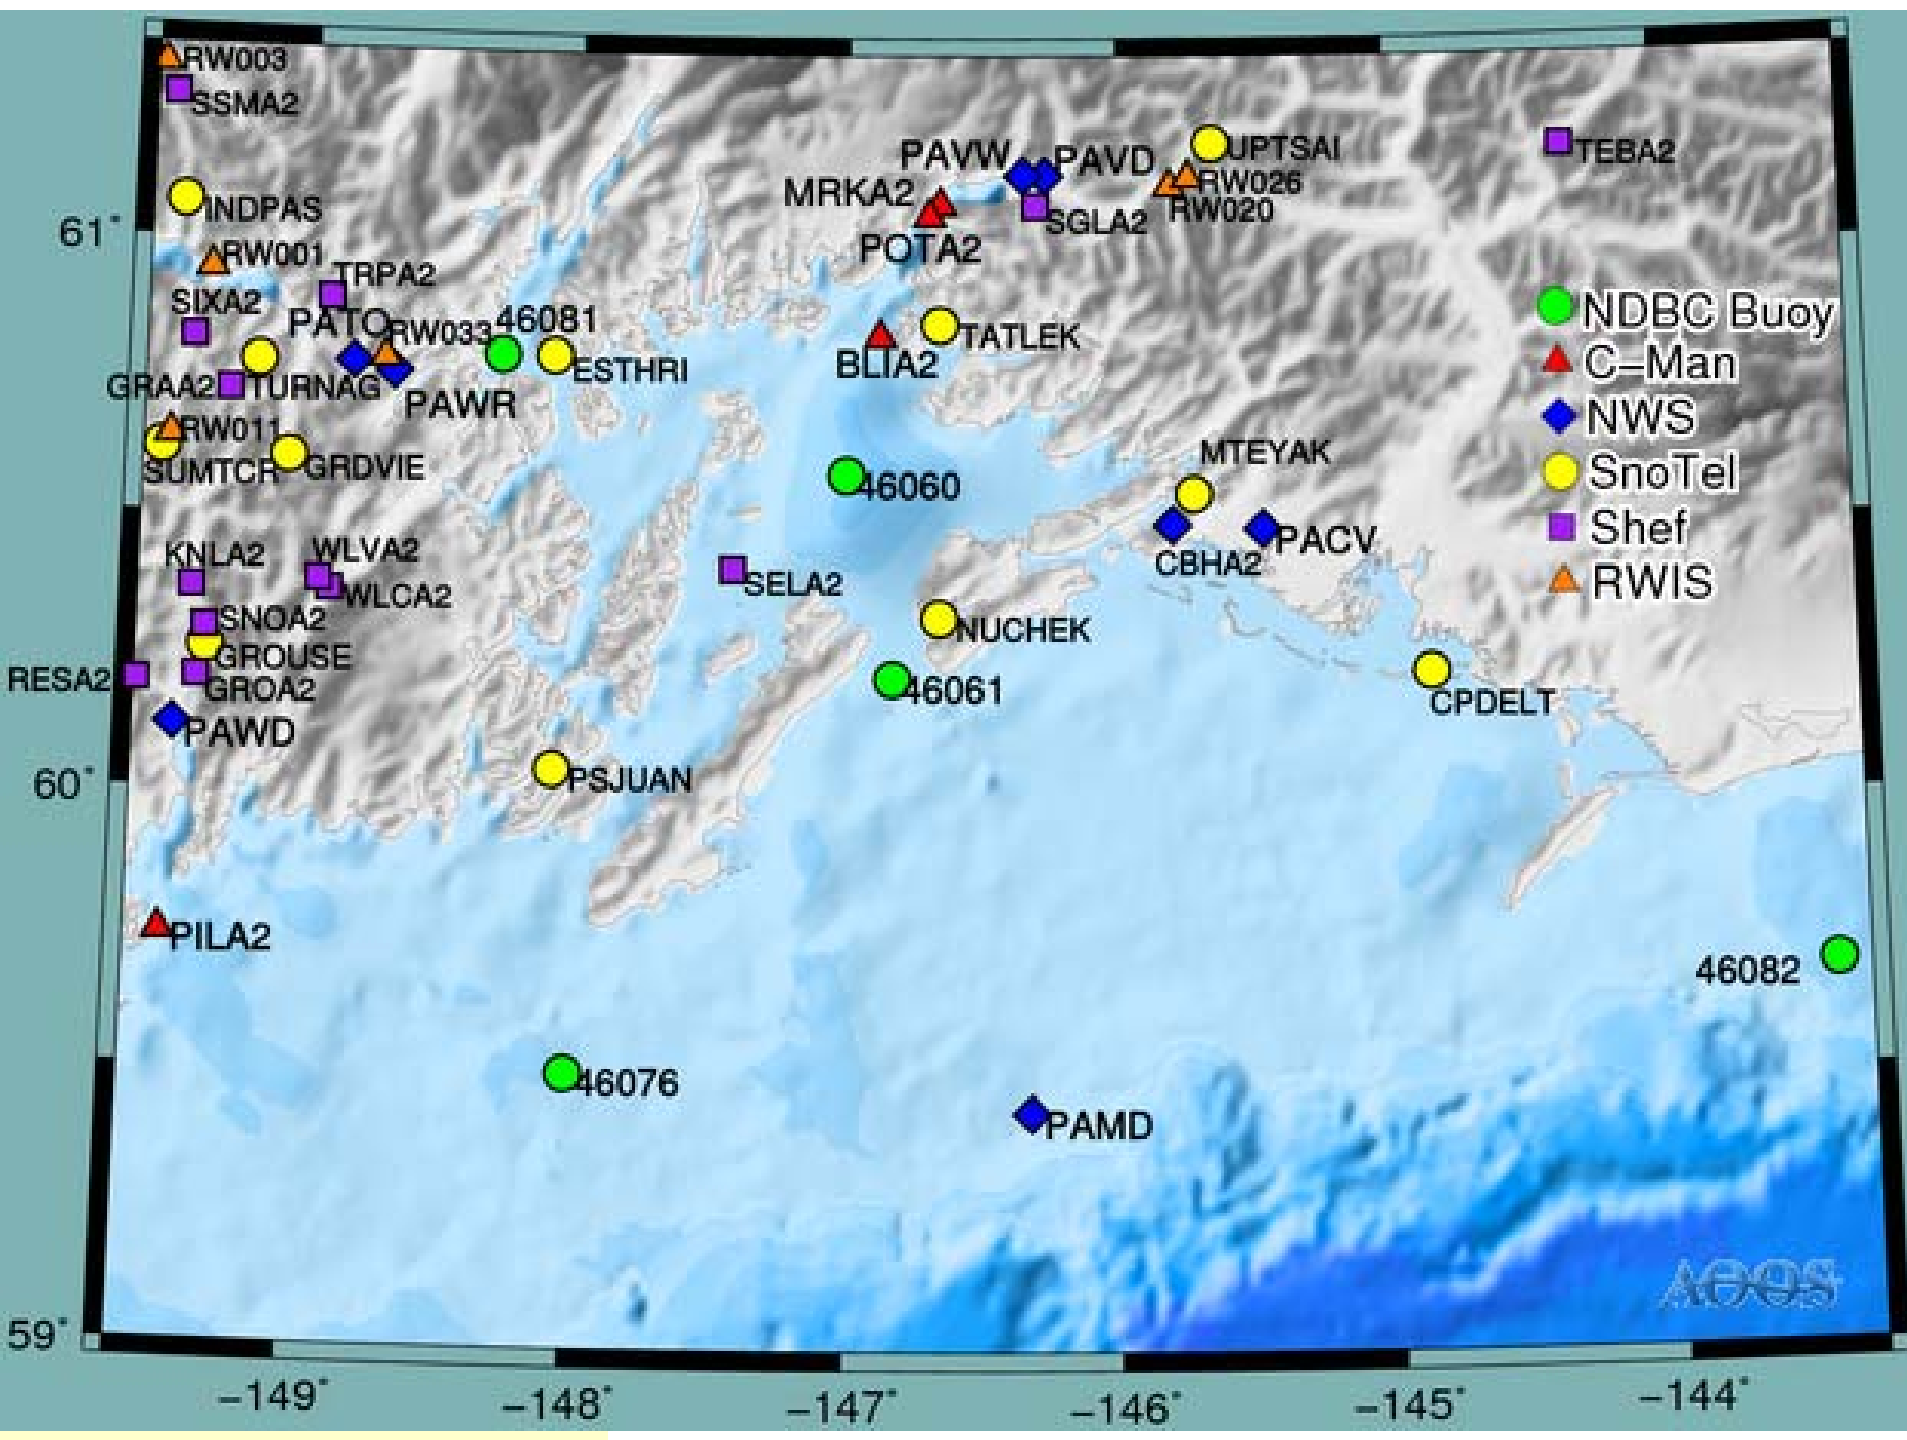 RW003
SSMA2
PAVW
PAVD
UPTSAI
TEBA2
MRKA2
RW026
INDPAS
RW020
SGLA2
61°
POTA2
RW001
TRPA2
SIXA2
NDBC Buoy
PATO
RW033
46081
TATLEK
C–Man
BLIA2
ESTHRI
GRAA2
TURNAG
PAWR
NWS
RW011
SUMTCR
GRDVIE
MTEYAK
SnoTel
46060
Shef
PACV
KNLA2
WLVA2
CBHA2
SELA2
RWIS
WLCA2
SNOA2
NUCHEK
GROUSE
RESA2
GROA2
46061
CPDELT
PAWD
60°
PSJUAN
PILA2
46082
46076
PAMD
AOOS
59°
–149°
–148°
–147°
–146°
–145°
–144°